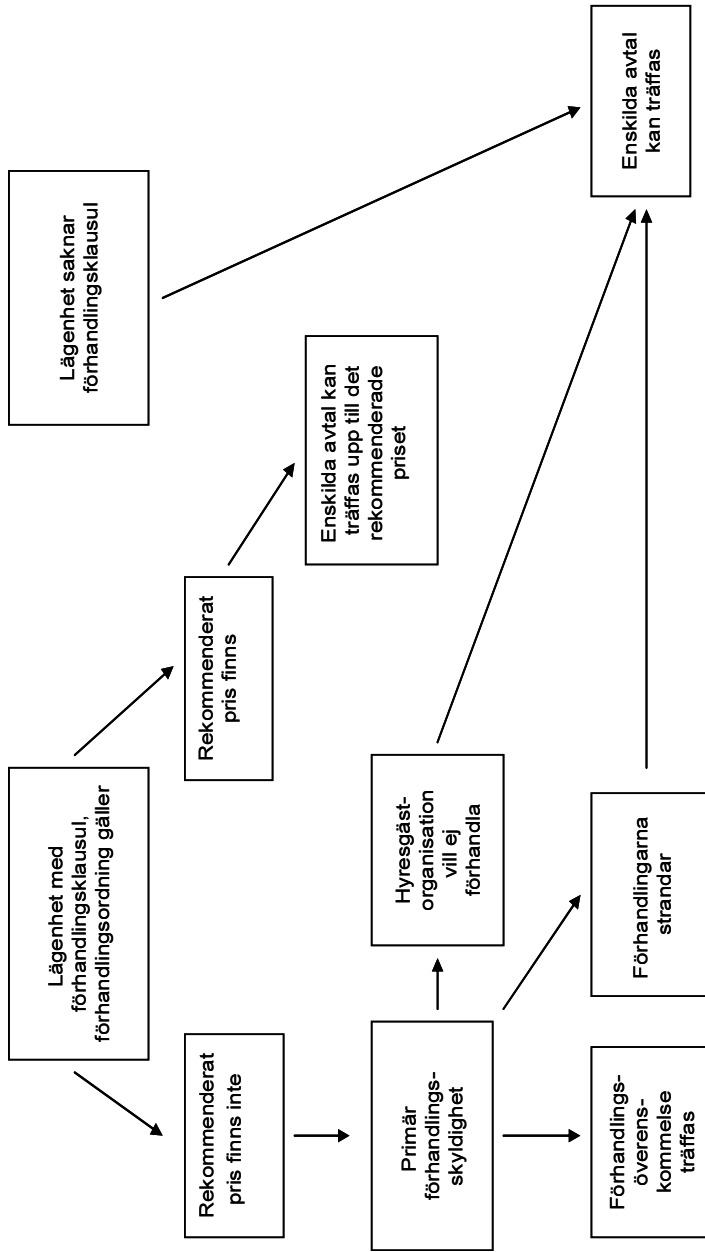 Lägenhet med
förhandlingsklausul,
förhandlingsordning gäller
Lägenhet saknar
förhandlingsklausul
Rekommenderat
pris finns inte
Rekommenderat
pris finns
Enskilda avtal kan
träffas upp till det
rekommenderade
priset
Primär
förhandlings-
skyldighet
Hyresgäst-
organisation
vill ej
förhandla
Förhandlings-
överens-
kommelse
träffas
Förhandlingarna
strandar
Enskilda avtal
kan träffas